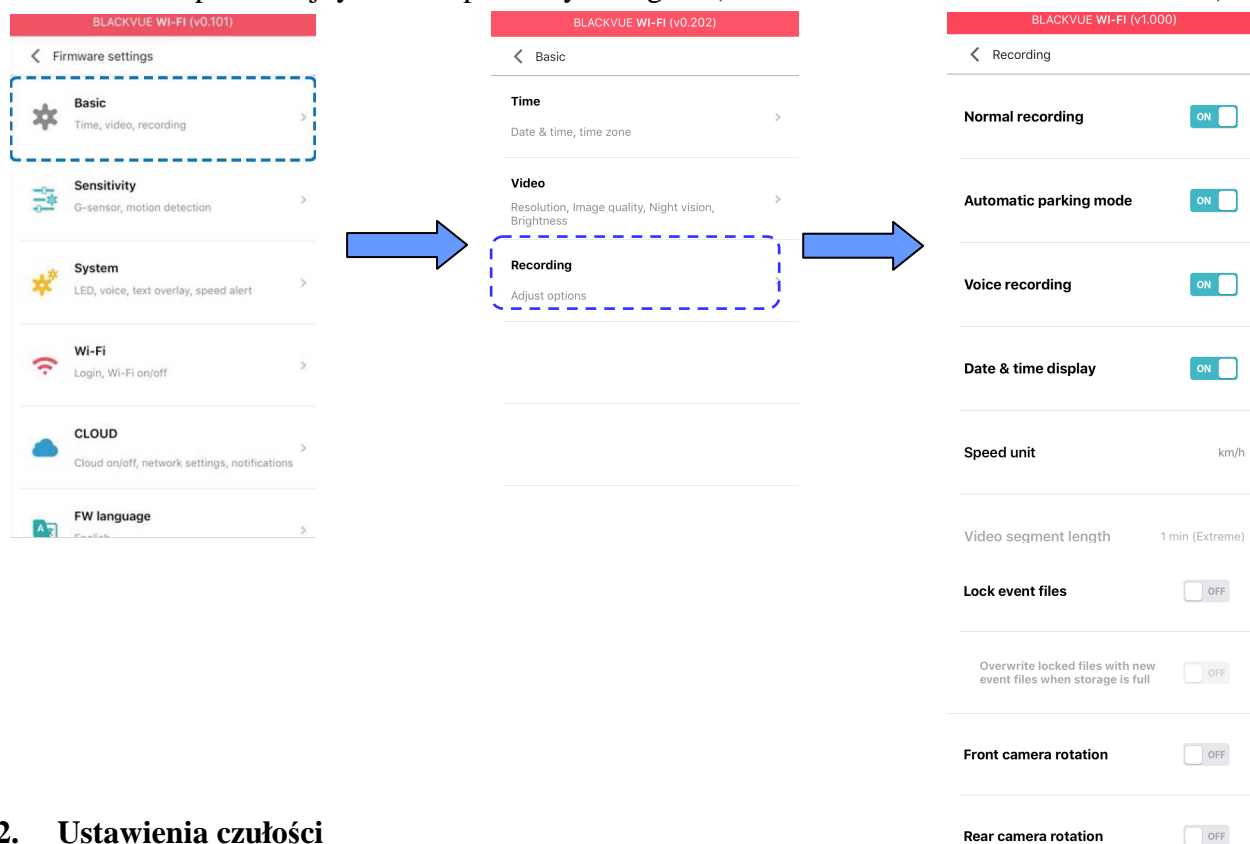 BLACKVUE WI-FI (v0.101)
Firmware settings
Basic
Time, video, recording
Sensitivity
G-sensor, motion detection
System
LED, voice, text overlay, speed alert
Wi-Fi
Login, Wi-Fi on/off
CLOUD
Cloud on/off, network settings, notifications
FW language
English
BLACKVUE WI-FI (v0.202)
Basic
Time
Date & time, time zone
Video
Resolution, Image quality, Night vision,
Brightness
Recording
Adjust options
BLACKVUE WI-FI (v1.000)
Recording
Normal recording ON
Automatic parking mode ON
Voice recording ON
Date & time display ON
Speed unit km/h
Video segment length 1 min (Extreme)
Lock event files OFF
Overwrite locked files with new
event files when storage is full OFF
Front camera rotation OFF
Rear camera rotation OFF
2. Ustawienia czułości